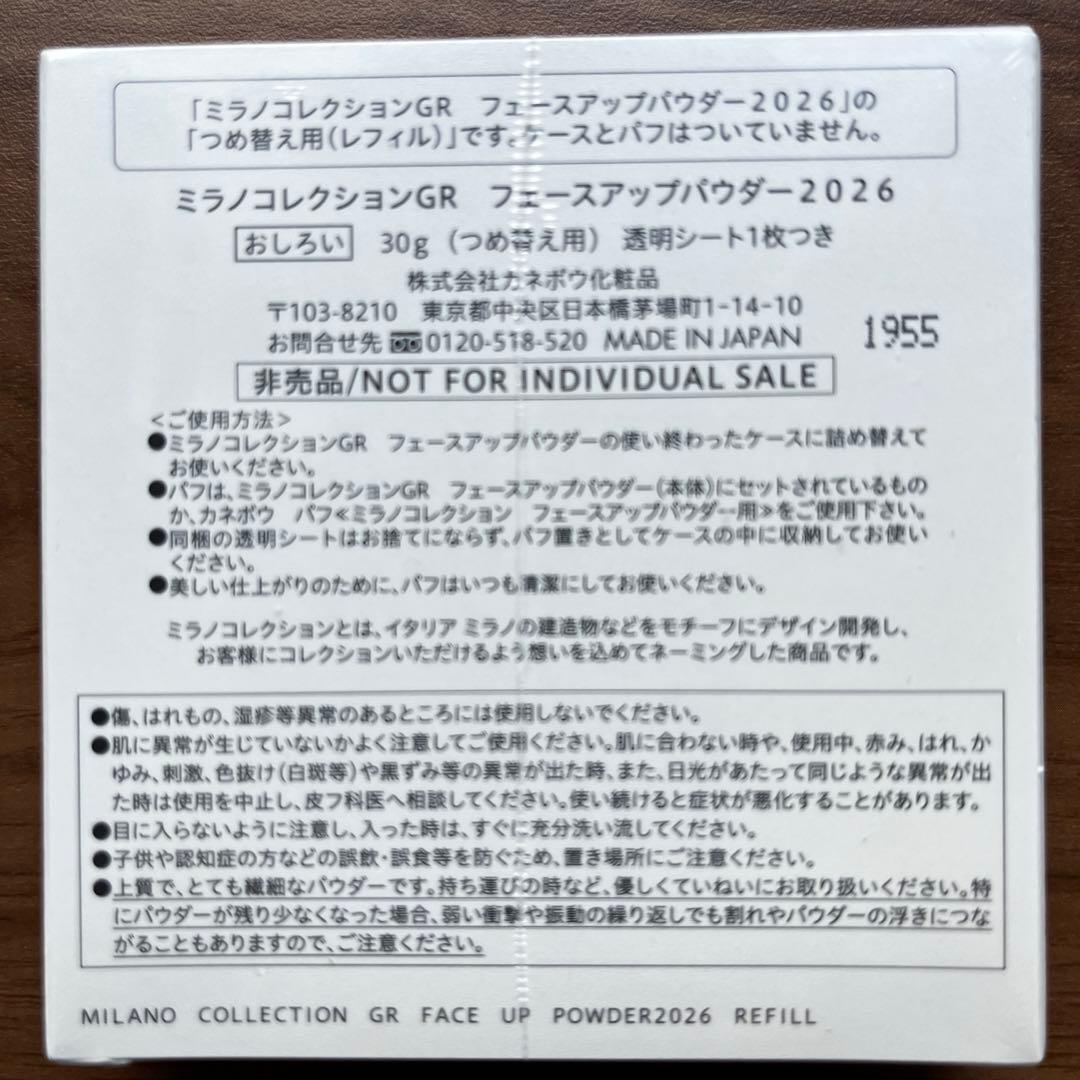 「ミラノコレクションGR　フェースアップパウダー2026」の
「つめ替え用(レフィル)」です。ケースとパフはついていません。
ミラノコレクションGR　フェースアップパウダー2026
おしろい　30g（つめ替え用）　透明シート1枚つき
株式会社カネボウ化粧品
〒103-8210　東京都中央区日本橋茅場町1-14-10
お問合せ先 0120-518-520　MADE IN JAPAN
1955
非売品/NOT FOR INDIVIDUAL SALE
＜ご使用方法＞
●ミラノコレクションGR　フェースアップパウダーの使い終わったケースに詰め替えて
お使いください。
●パフは、ミラノコレクションGR　フェースアップパウダー(本体)にセットされているもの
か、カネボウ　パフ≪ミラノコレクション　フェースアップパウダー用≫をご使用下さい。
●同梱の透明シートはお捨てにならず、パフ置きとしてケースの中に収納してお使い
ください。
●美しい仕上がりのために、パフはいつも清潔にしてお使いください。
ミラノコレクションとは、イタリア ミラノの建造物などをモチーフにデザイン開発し、
お客様にコレクションいただけるよう想いを込めてネーミングした商品です。
●傷、はれもの、湿疹等異常のあるところには使用しないでください。
●肌に異常が生じていないかよく注意してご使用ください。肌に合わない時や、使用中、赤み、はれ、か
ゆみ、刺激、色抜け(白斑等)や黒ずみ等の異常が出た時、また、日光があたって同じような異常が出
た時は使用を中止し、皮フ科医へ相談してください。使い続けると症状が悪化することがあります。
●目に入らないように注意し、入った時は、すぐに充分洗い流してください。
●子供や認知症の方などの誤飲・誤食等を防ぐため、置き場所にご注意ください。
●上質で、とても繊細なパウダーです。持ち運びの時など、優しくていねいにお取り扱いください。特
にパウダーが残り少なくなった場合、弱い衝撃や振動の繰り返しでも割れやパウダーの浮きにつな
がることもありますので、ご注意ください。
MILANO COLLECTION GR FACE UP POWDER2026 REFILL